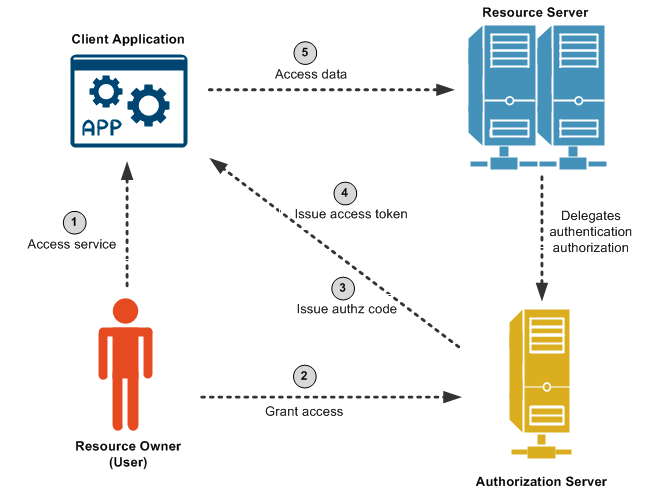 Resource Server
Client Application
5
Access data
APP
4
Issue access token
1
Access service
Delegates
authentication
authorization
3
Issue authz code
2
Grant access
Resource Owner
(User)
Authorization Server